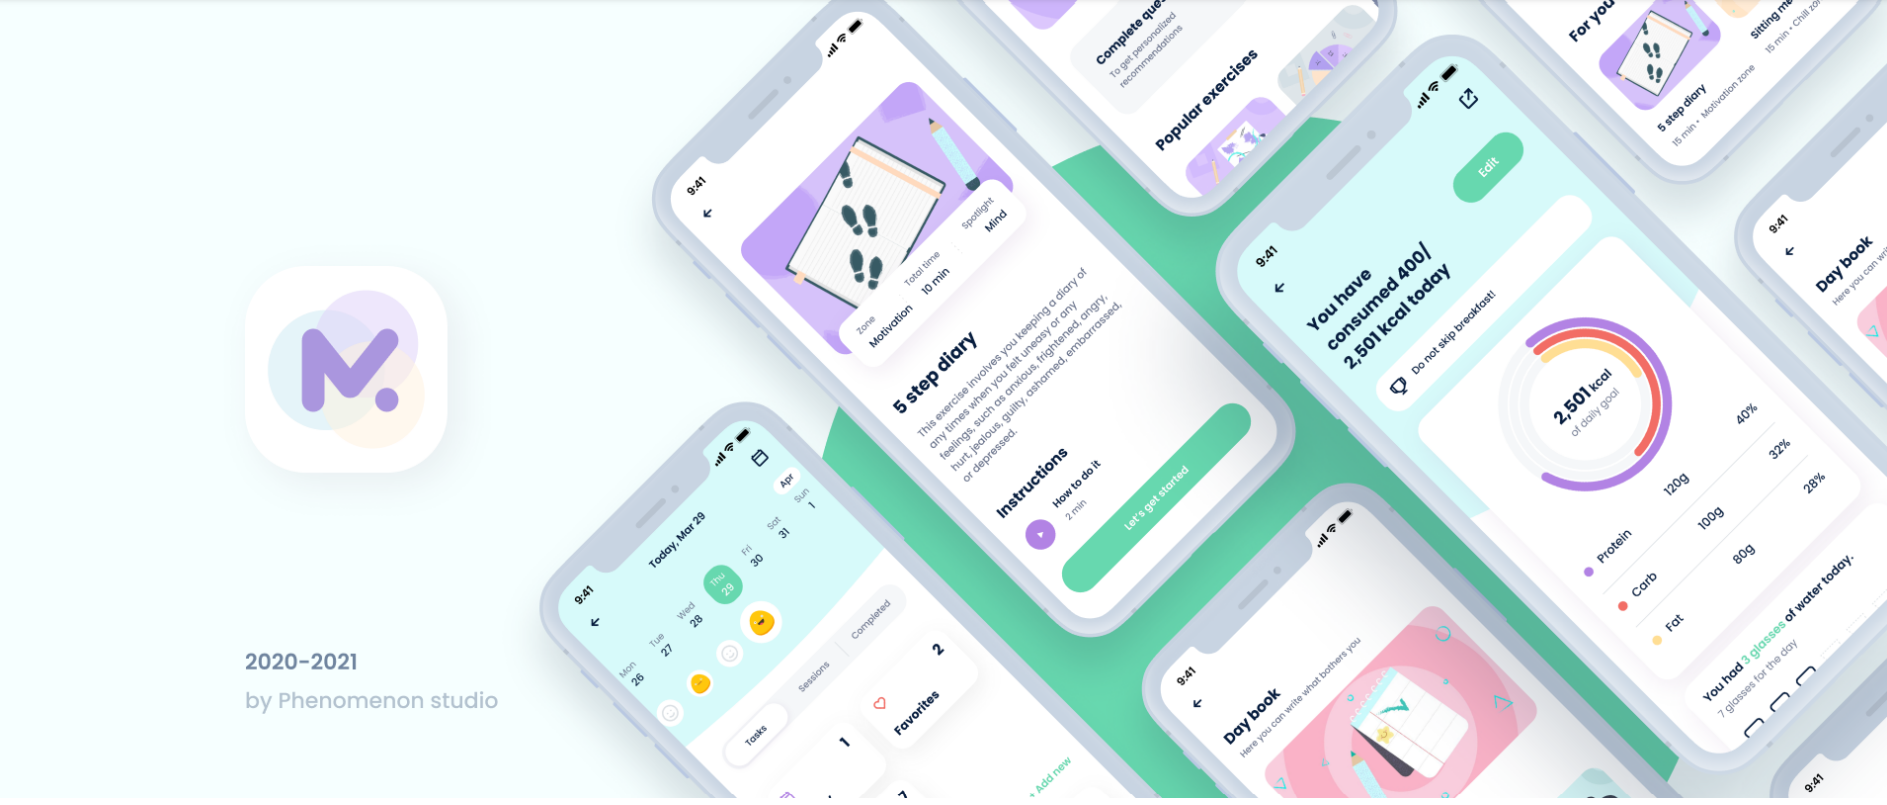 M.
2020-2021
by Phenomenon studio
9:41
Zone
Motivation
Total time
10 min
Spotlight
Mind
5 step diary
This exercise involves you keeping a diary of
any times when you felt uneasy or any
feelings, such as anxious, frightened, angry,
hurt, jealous, guilty, ashamed, embarrassed,
or depressed.
Instructions
How to do it
2 min
Let's get started
Complete
To get personalized
recommendations
Popular exercises
For you
5 step diary
15 min • Motivation zone
Sitting
15 min • Chill
9:41
Edit
You have
consumed 400/
2,501 kcal today
Do not skip breakfast!
2,501 kcal
of daily goal
Protein 120g 40%
Carb 100g 32%
Fat 80g 28%
You had 3 glasses of water today.
7 glasses for the day
9:41
Day book
Here you can
9:41
Today, Mar 29
Apr
Mon Tue Wed Thu Fri Sat Sun
26 27 28 29 30 31 1
Tasks Sessions Completed
1
2
Favorites
+ Add new
9:41
Day book
Here you can write what bothers you
9:41